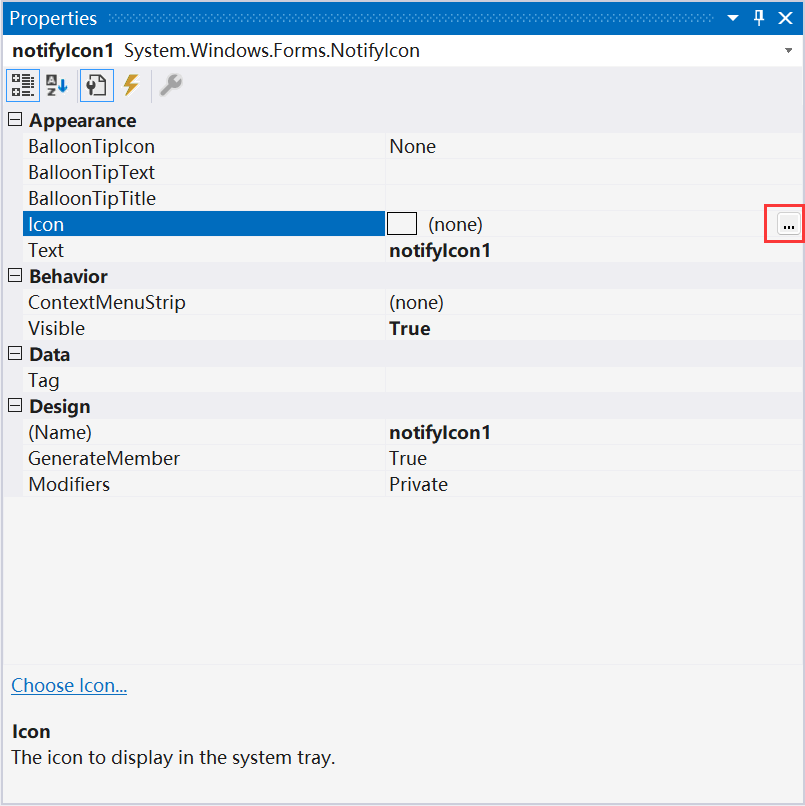 Properties
notifyIcon1 System.Windows.Forms.NotifyIcon
Appearance
BalloonTipIcon None
BalloonTipText
BalloonTipTitle
Icon (none) ...
Text notifyIcon1
Behavior
ContextMenuStrip (none)
Visible True
Data
Tag
Design
(Name) notifyIcon1
GenerateMember True
Modifiers Private
Choose Icon...
Icon
The icon to display in the system tray.